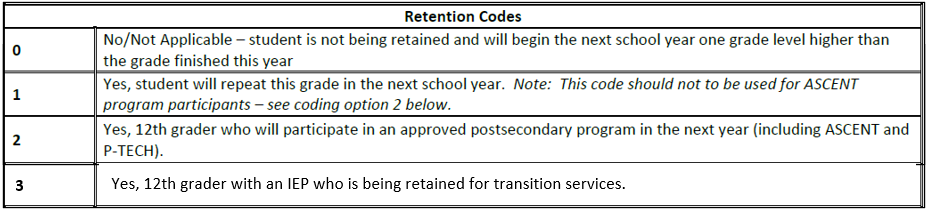 Retention Codes
0
No/Not Applicable – student is not being retained and will begin the next school year one grade level higher than
the grade finished this year
1
Yes, student will repeat this grade in the next school year.  Note:  This code should not to be used for ASCENT
program participants – see coding option 2 below.
2
Yes, 12th grader who will participate in an approved postsecondary program in the next year (including ASCENT and
P-TECH).
3
Yes, 12th grader with an IEP who is being retained for transition services.